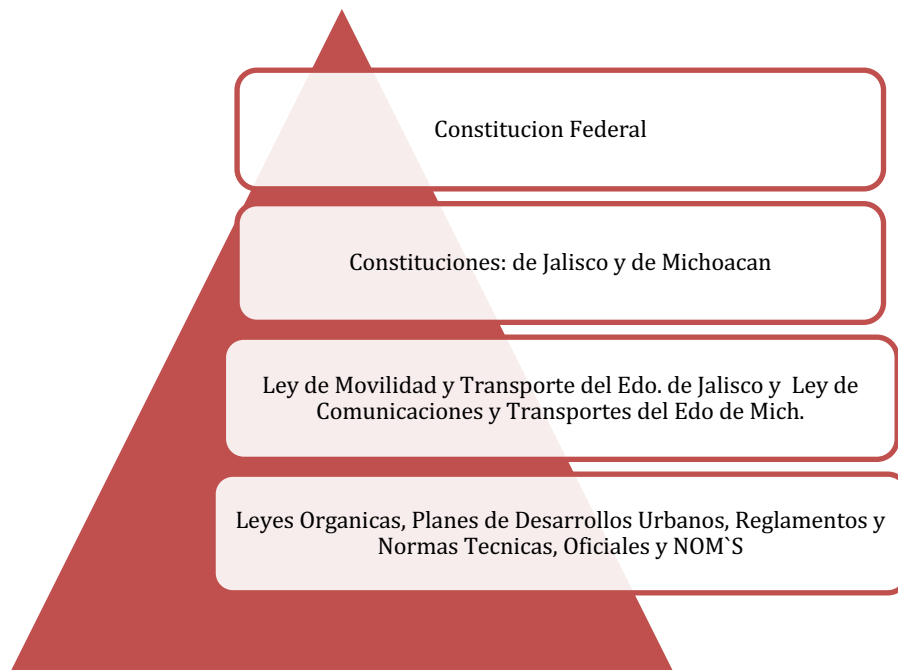 Constitucion Federal
Constituciones: de Jalisco y de Michoacan
Ley de Movilidad y Transporte del Edo. de Jalisco y Ley de
Comunicaciones y Transportes del Edo de Mich.
Leyes Organicas, Planes de Desarrollos Urbanos, Reglamentos y
Normas Tecnicas, Oficiales y NOM`S